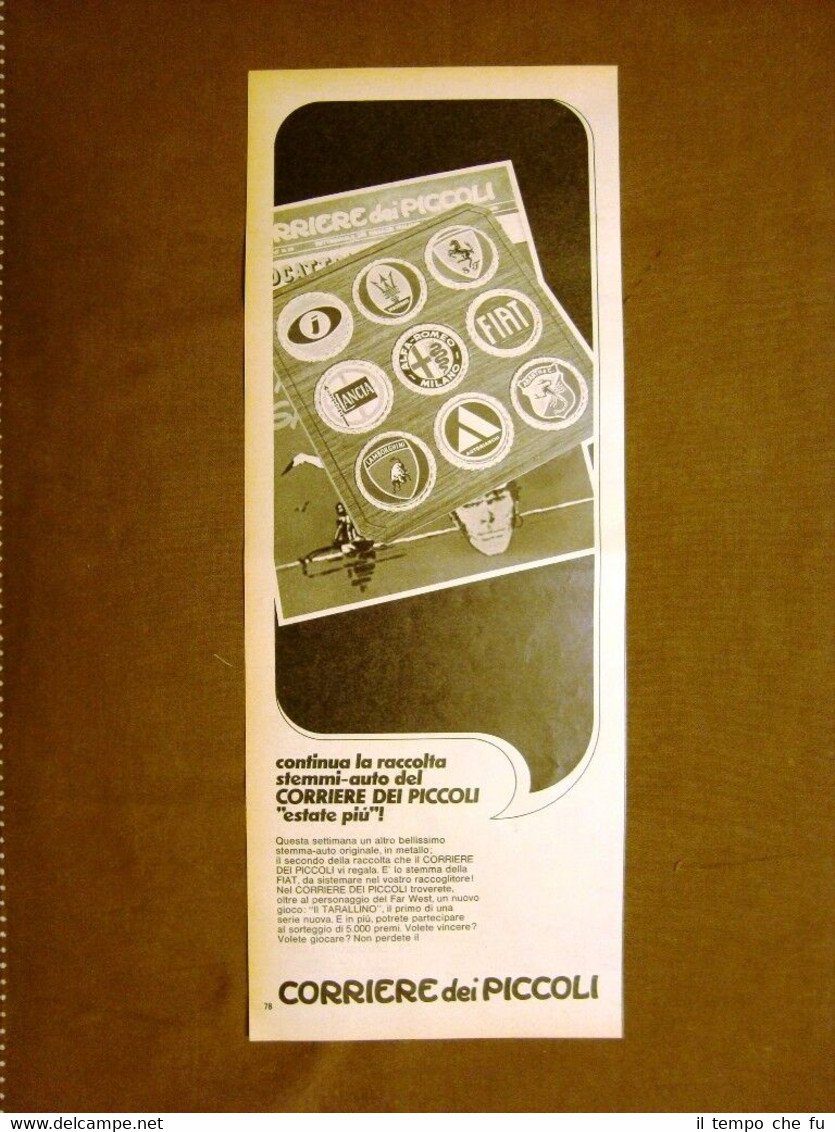 CORRIERE dei PICCOLI
i
FIAT
ALFA-ROMEO
MILANO
LANCIA
ABARTH
LAMBORGHINI
AUTOBIANCHI
continua la raccolta
stemmi-auto del
CORRIERE DEI PICCOLI
"estate più"!
Questa settimana un altro bellissimo
stemma-auto originale, in metallo;
il secondo della raccolta che il CORRIERE
DEI PICCOLI vi regala. E' lo stemma della
FIAT, da sistemare nel vostro raccoglitore!
Nel CORRIERE DEI PICCOLI troverete,
oltre al personaggio del Far West, un nuovo
gioco: "Il TARALLINO", il primo di una
serie nuova. E in più, potrete partecipare
al sorteggio di 5.000 premi. Volete vincere?
Volete giocare? Non perdete il
78
CORRIERE dei PICCOLI
www.delcampe.net
il tempo che fu